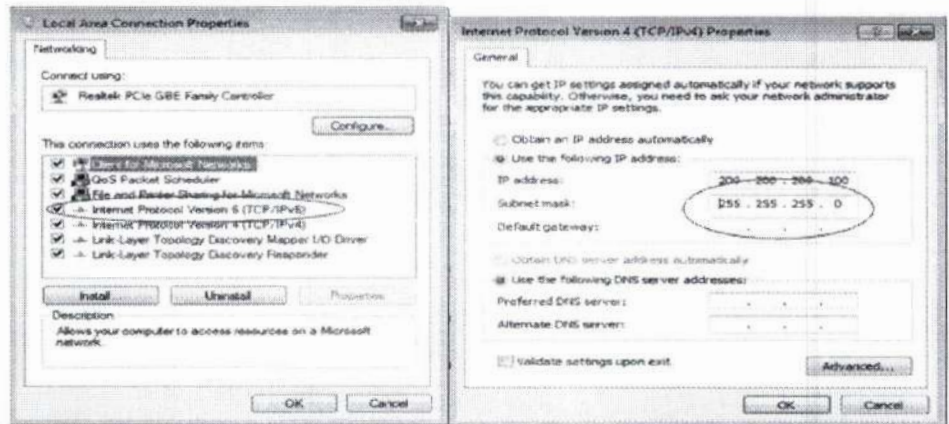 Local Area Connection Properties
Networking
Connect using:
Realtek PCIe GBE Family Controller
Configure...
This connection uses the following items:
Client for Microsoft Networks
QoS Packet Scheduler
File and Printer Sharing for Microsoft Networks
Internet Protocol Version 6 (TCP/IPv6)
Internet Protocol Version 4 (TCP/IPv4)
Link-Layer Topology Discovery Mapper I/O Driver
Link-Layer Topology Discovery Responder
Install...
Uninstall
Properties
Description
Allows your computer to access resources on a Microsoft
network.
OK
Cancel
Internet Protocol Version 4 (TCP/IPv4) Properties
General
You can get IP settings assigned automatically if your network supports
this capability. Otherwise, you need to ask your network administrator
for the appropriate IP settings.
Obtain an IP address automatically
Use the following IP address:
IP address:
200 . 200 . 200 . 100
Subnet mask:
255 . 255 . 255 . 0
Default gateway:
Obtain DNS server address automatically
Use the following DNS server addresses:
Preferred DNS server:
Alternate DNS server:
Validate settings upon exit
Advanced...
OK
Cancel